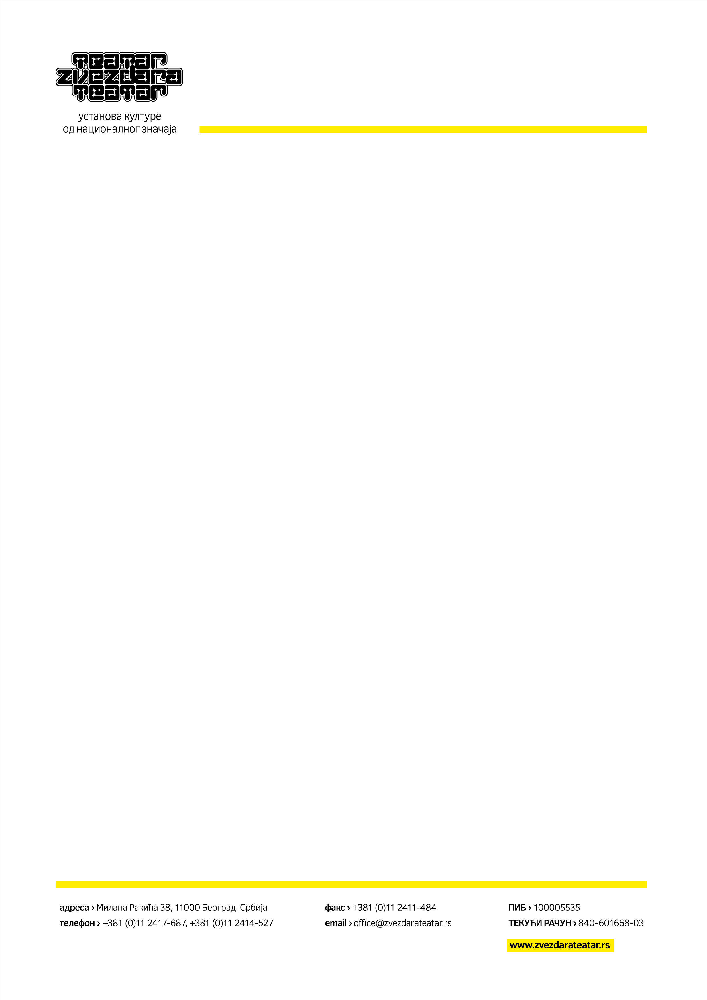 teatar
zvezdara
teatar
установа културе
од националног значаја
адреса › Милана Ракића 38, 11000 Београд, Србија
телефон › +381 (0)11 2417-687, +381 (0)11 2414-527
факс › +381 (0)11 2411-484
email › office@zvezdarateatar.rs
ПИБ › 100005535
ТЕКУЋИ РАЧУН › 840-601668-03
www.zvezdarateatar.rs